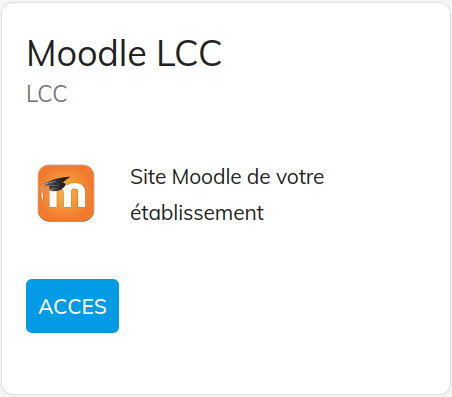 Moodle LCC
LCC
m
Site Moodle de votre
établissement
ACCES